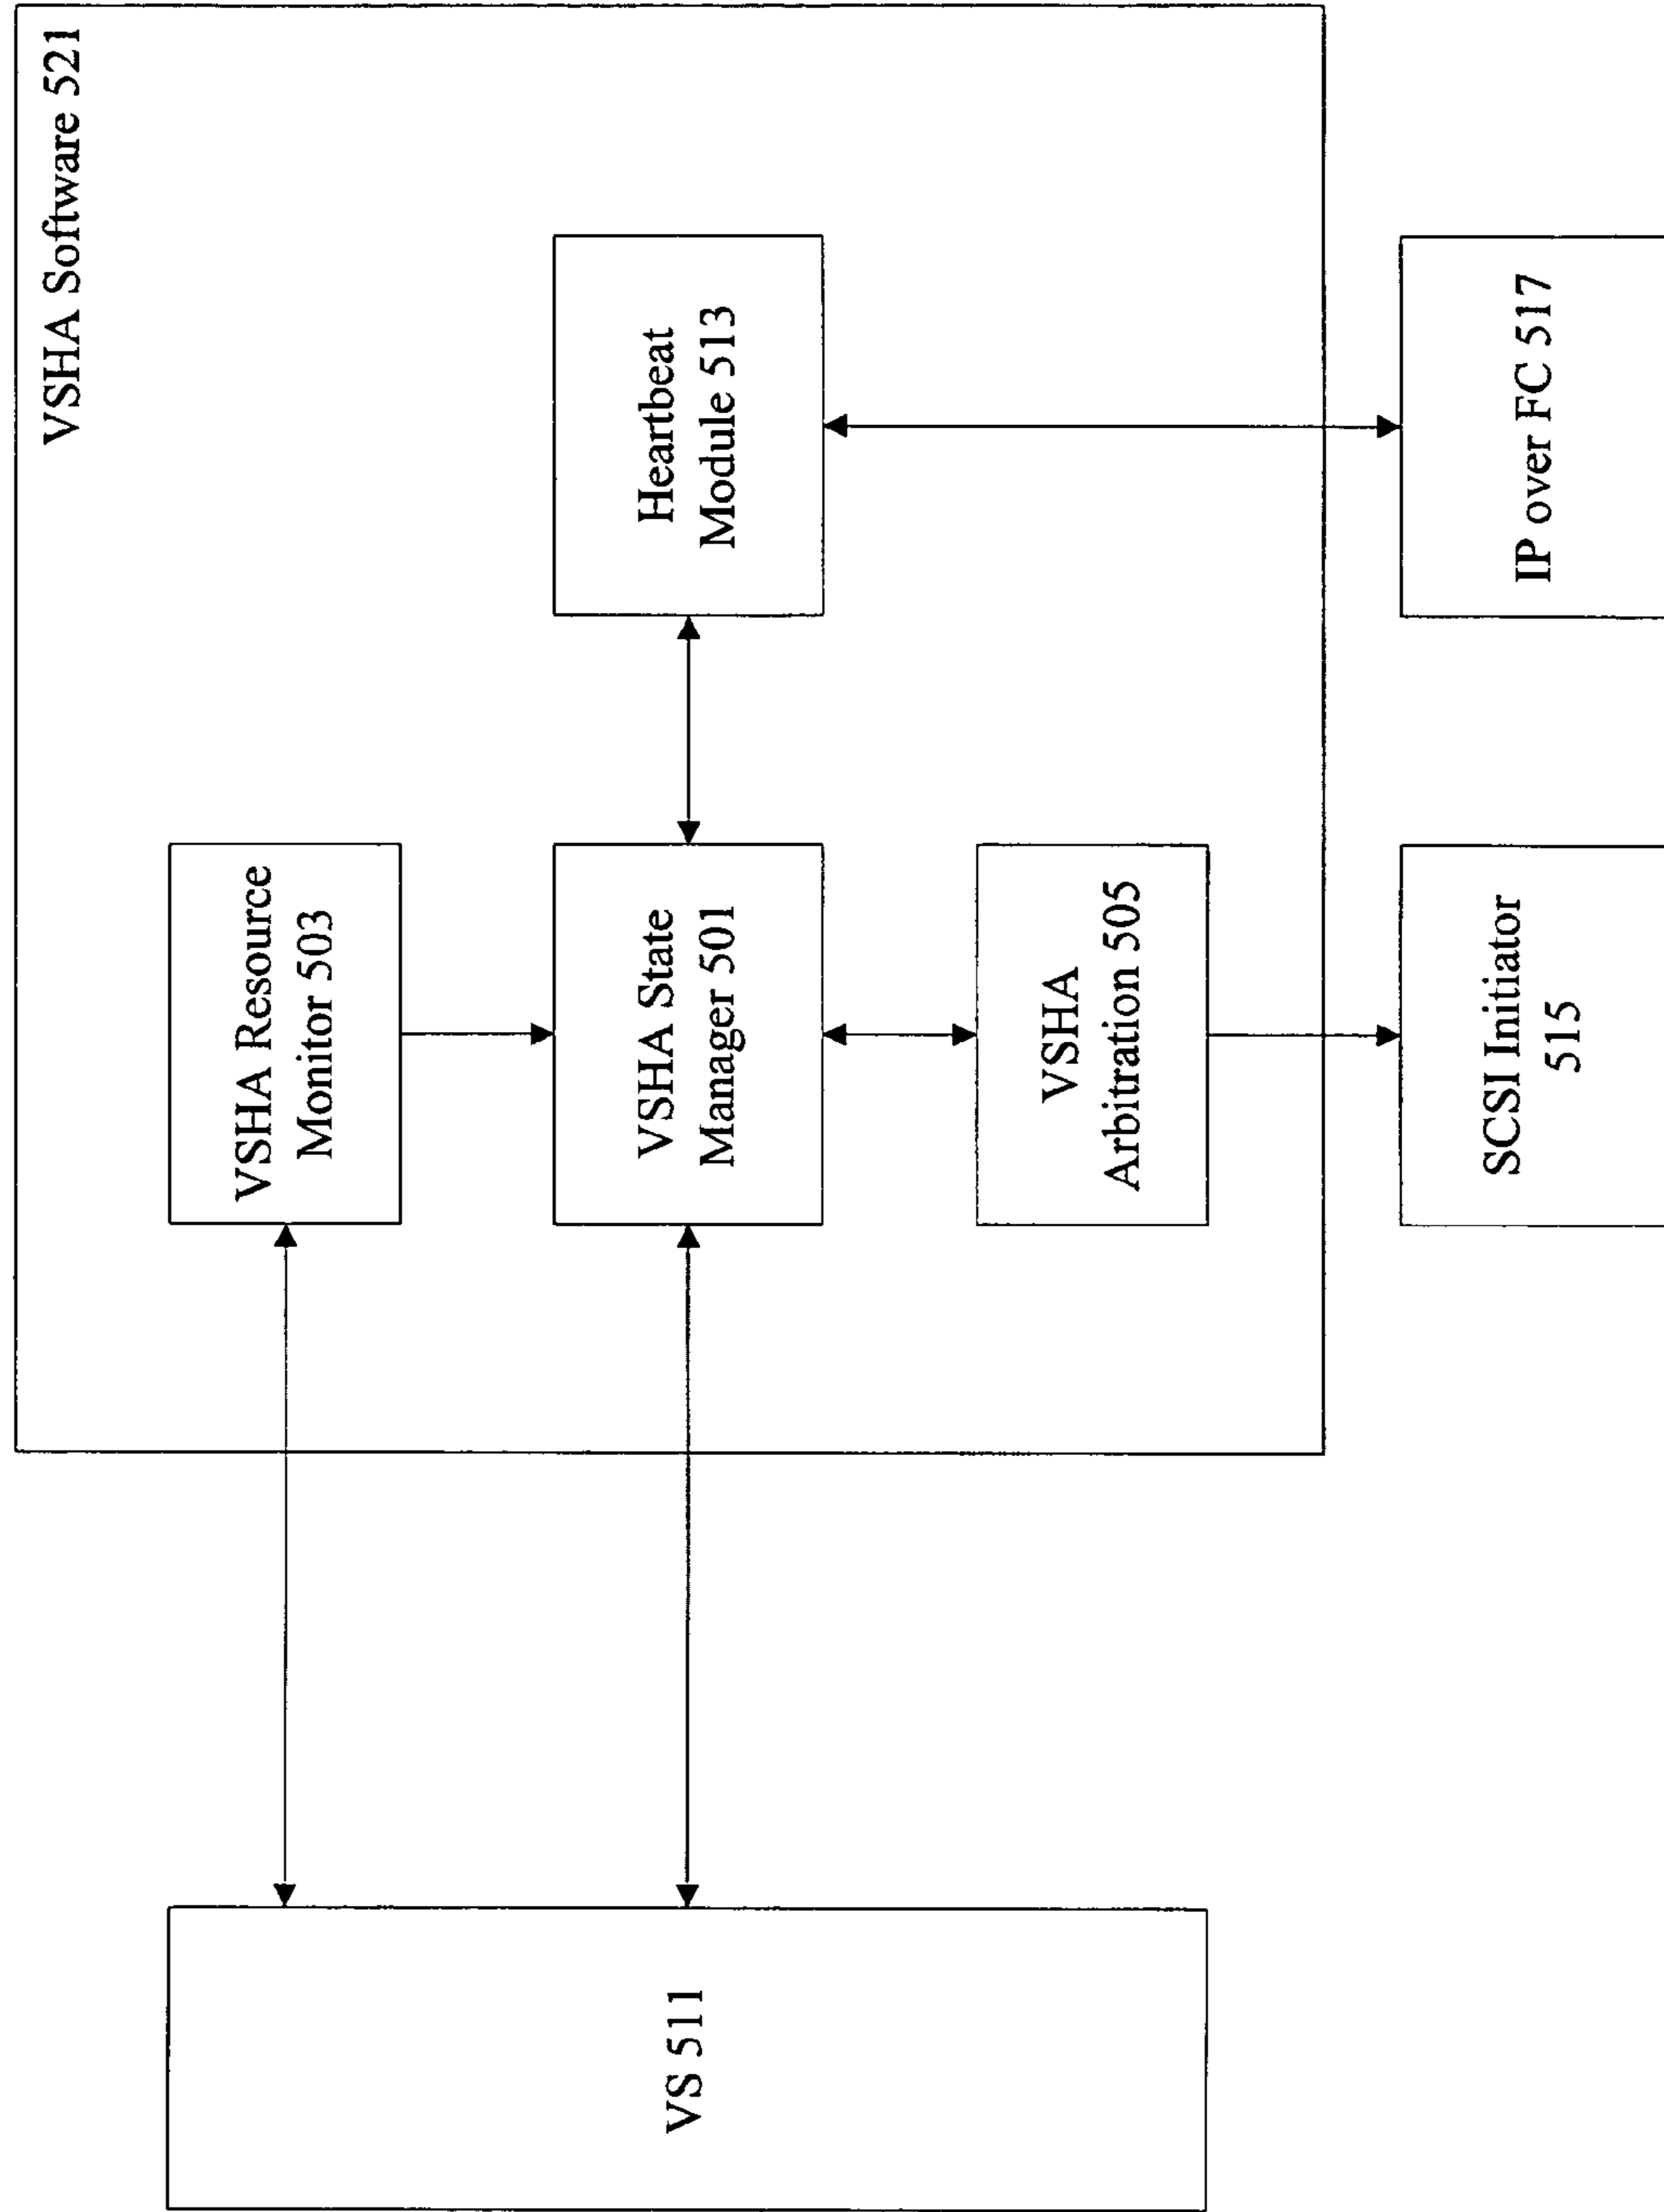 VSHA Software 521
VSHA Resource
Monitor 503
VSHA State
Manager 501
Heartbeat
Module 513
VSHA
Arbitration 505
VS 511
SCSI Initiator
515
IP over FC 517